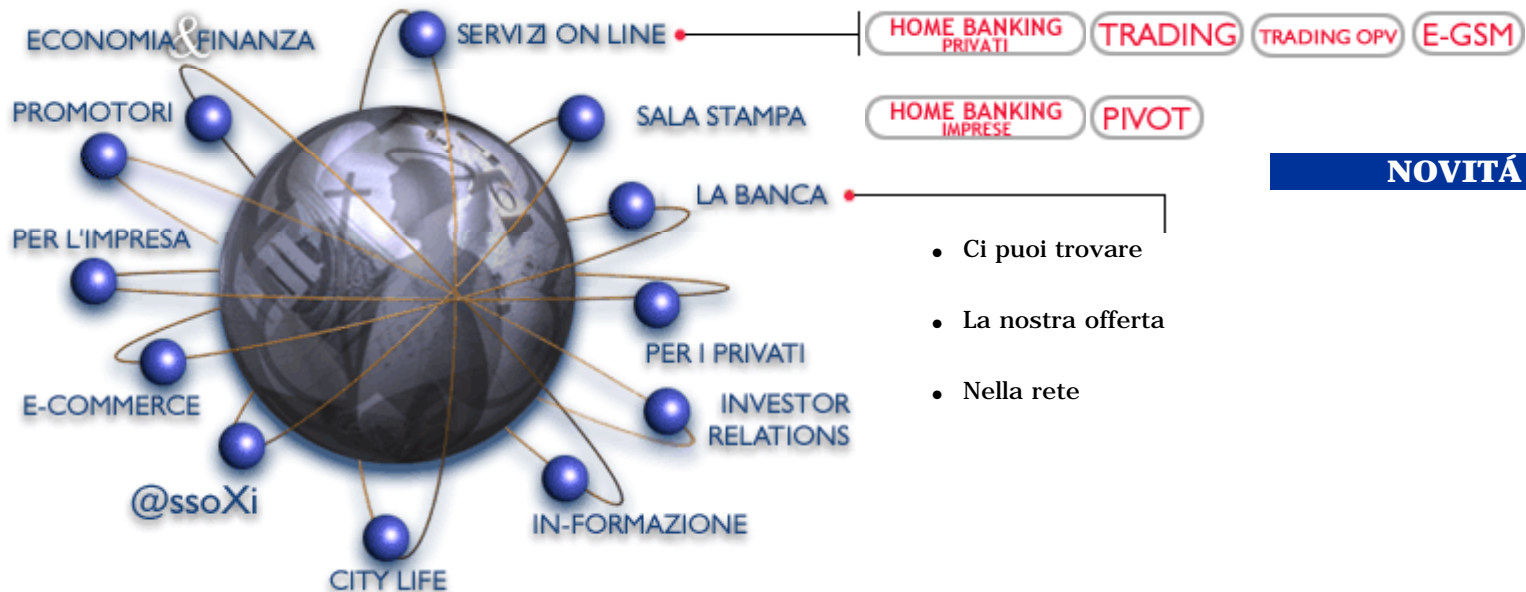 ECONOMIA&FINANZA
SERVIZI ON LINE
HOME BANKING
PRIVATI
TRADING
TRADING OPV
E-GSM
PROMOTORI
SALA STAMPA
HOME BANKING
IMPRESE
PIVOT
NOVITÁ
LA BANCA
PER L'IMPRESA
Ci puoi trovare
La nostra offerta
PER I PRIVATI
Nella rete
E-COMMERCE
INVESTOR
RELATIONS
@ssoXi
IN-FORMAZIONE
CITY LIFE